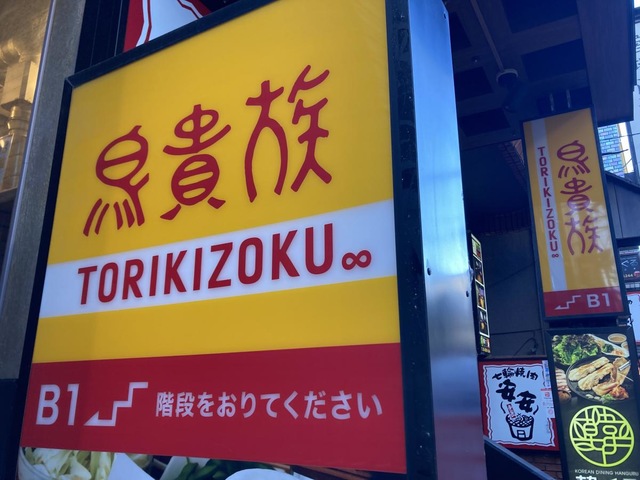 鳥貴族
TORIKIZOKU∞
B1 階段をおりてください
鳥貴族
TORIKIZOKU∞
B1
七輪焼肉
安安
KOREAN DINING HANGURU